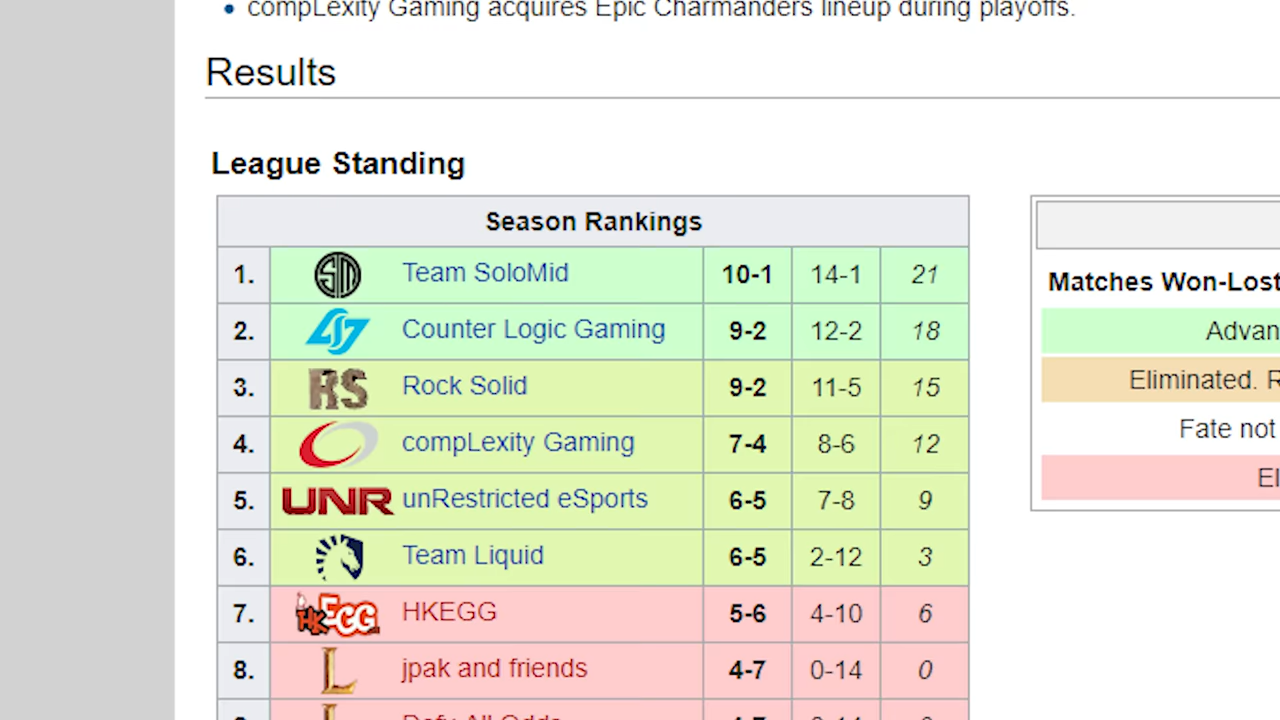 compLexity Gaming acquires Epic Charmanders lineup during playoffs.
Results
League Standing
Season Rankings
1. SM Team SoloMid 10-1 14-1 21
2. Counter Logic Gaming 9-2 12-2 18
3. RS Rock Solid 9-2 11-5 15
4. compLexity Gaming 7-4 8-6 12
5. UNR unRestricted eSports 6-5 7-8 9
6. Team Liquid 6-5 2-12 3
7. HKEGG HKEGG 5-6 4-10 6
8. L jpak and friends 4-7 0-14 0
Matches Won-Lost
Advan
Eliminated. R
Fate not
El